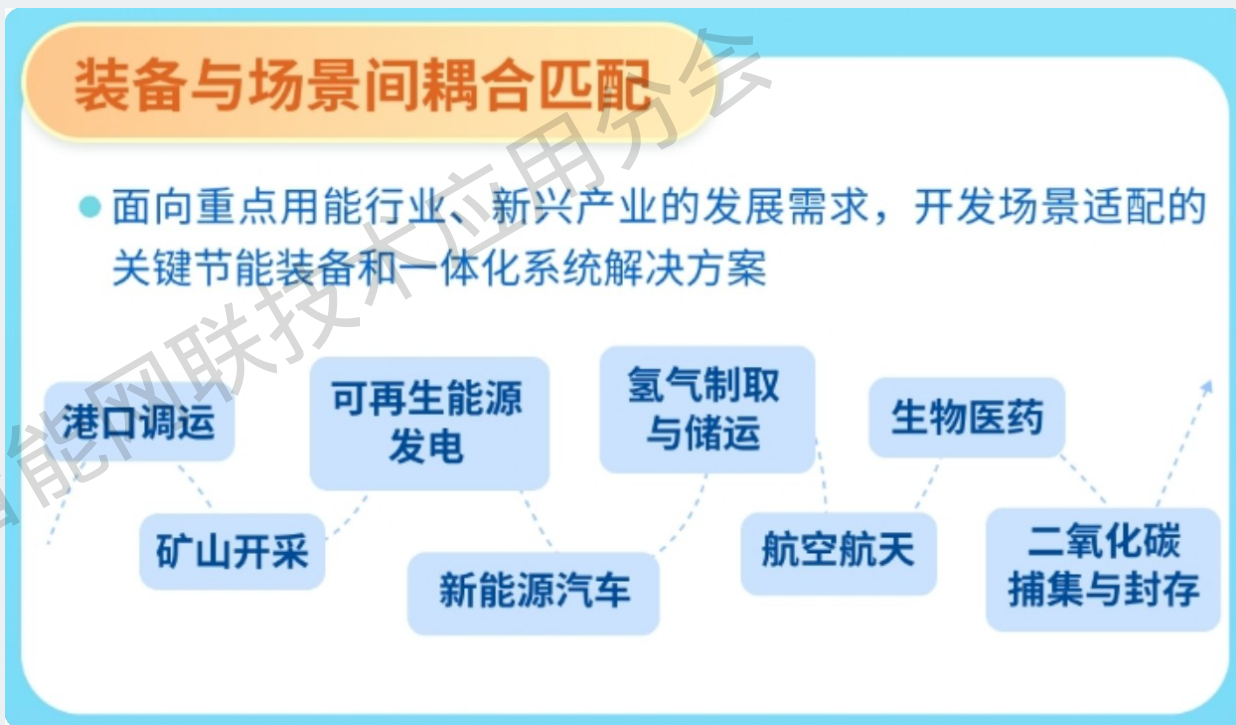 装备与场景间耦合匹配
面向重点用能行业、新兴产业的发展需求，开发场景适配的
关键节能装备和一体化系统解决方案
港口调运
矿山开采
可再生能源
发电
新能源汽车
氢气制取
与储运
航空航天
生物医药
二氧化碳
捕集与封存
能网联技术应用分会